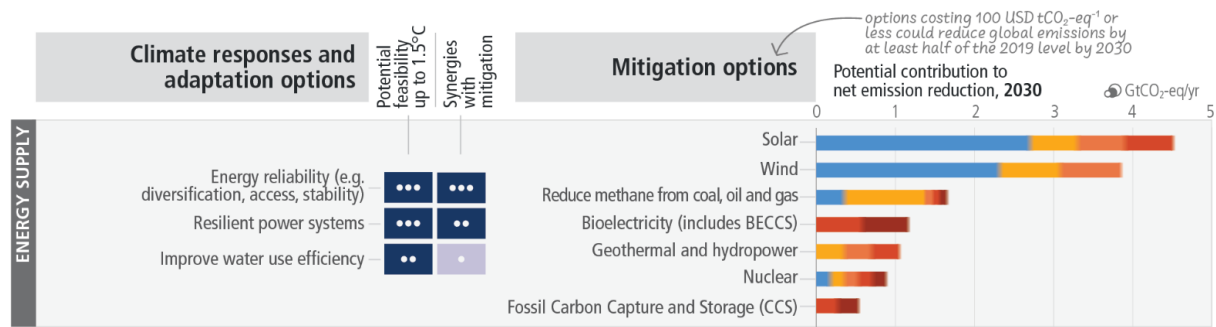 options costing 100 USD tCO₂-eq⁻¹ or
less could reduce global emissions by
at least half of the 2019 level by 2030
Climate responses and
adaptation options
Potential
feasibility
up to 1.5°C
Synergies
with
mitigation
Mitigation options
Potential contribution to
net emission reduction, 2030
GtCO₂-eq/yr
0 1 2 3 4 5
ENERGY SUPPLY
Energy reliability (e.g.
diversification, access, stability)
Resilient power systems
Improve water use efficiency
Solar
Wind
Reduce methane from coal, oil and gas
Bioelectricity (includes BECCS)
Geothermal and hydropower
Nuclear
Fossil Carbon Capture and Storage (CCS)